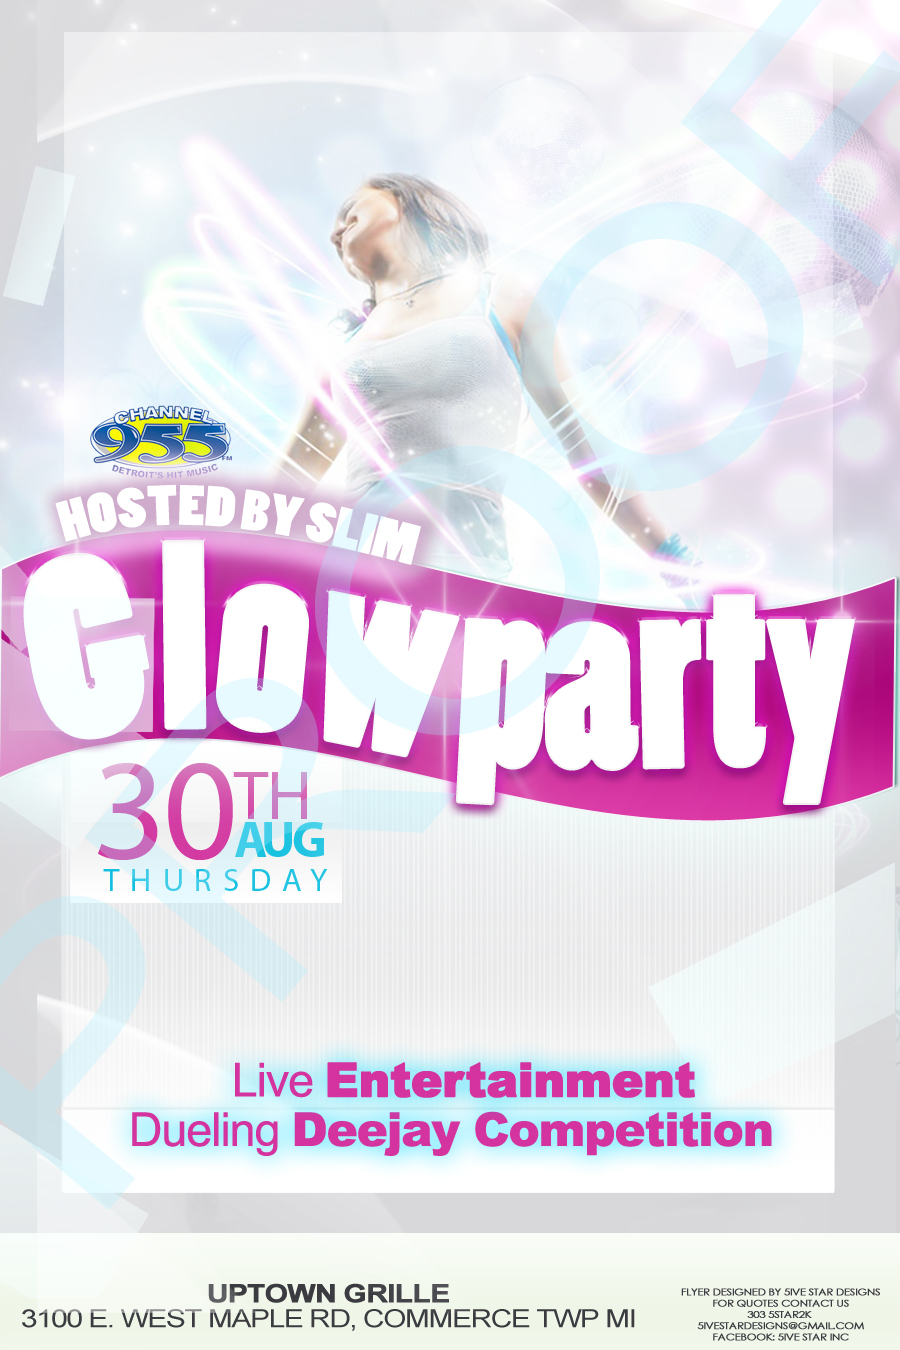 CHANNEL
955 FM
DETROIT'S HIT MUSIC
HOSTED BY SLIM
Glowparty
30TH
AUG
THURSDAY
Live Entertainment
Dueling Deejay Competition
UPTOWN GRILLE
3100 E. WEST MAPLE RD, COMMERCE TWP MI
FLYER DESIGNED BY 5IVE STAR DESIGNS
FOR QUOTES CONTACT US
303 5STAR2K
5IVESTARDESIGNS@GMAIL.COM
FACEBOOK: 5IVE STAR INC
PROOF